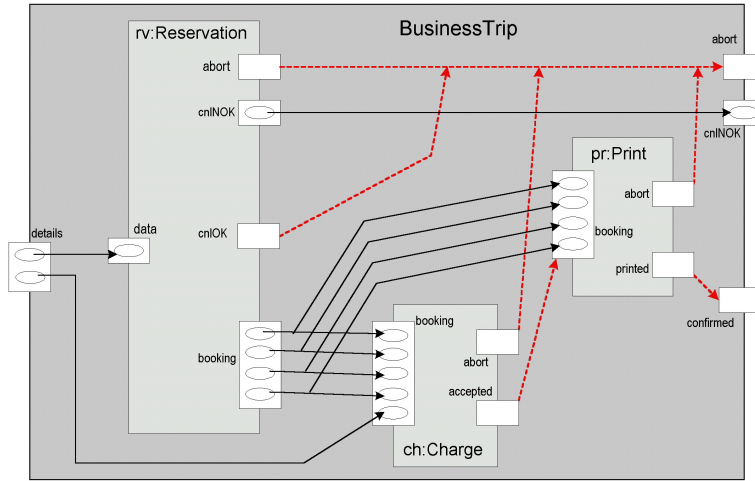 BusinessTrip
rv:Reservation
abort
cnlNOK
cnlOK
data
booking
details
abort
cnlNOK
pr:Print
abort
booking
printed
confirmed
booking
abort
accepted
ch:Charge